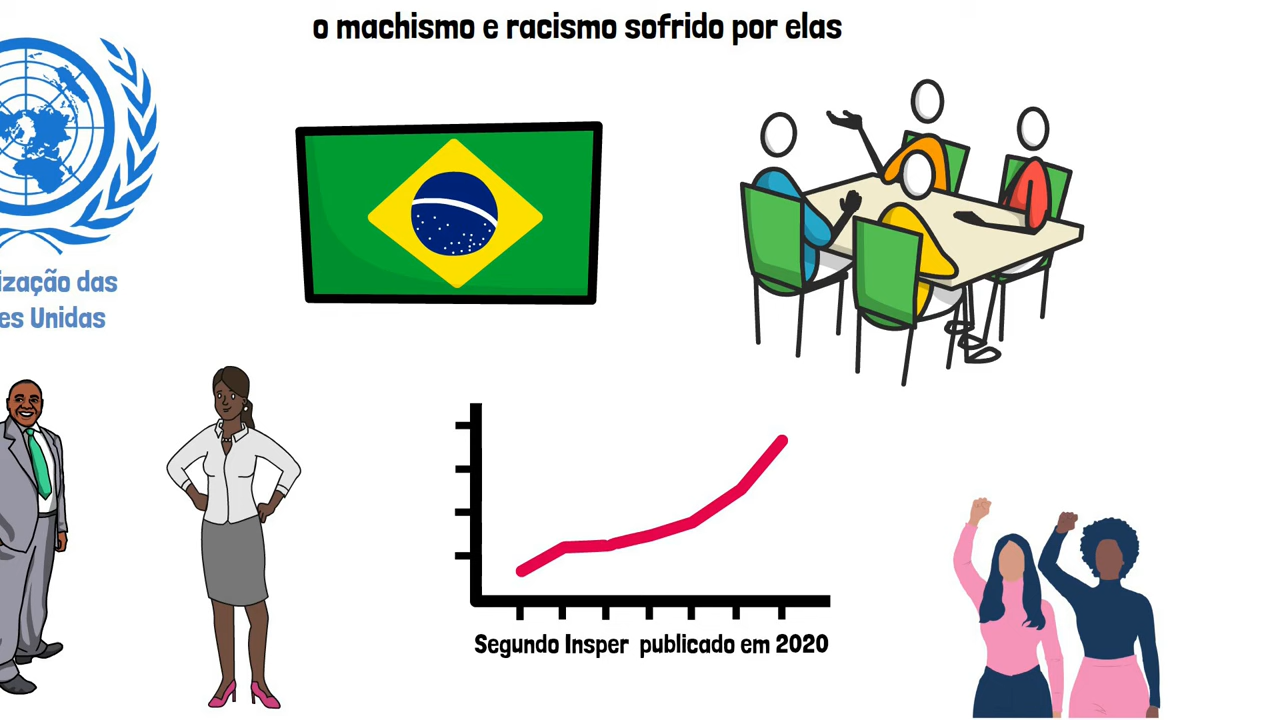 o machismo e racismo sofrido por elas
ização das
es Unidas
Segundo Insper publicado em 2020